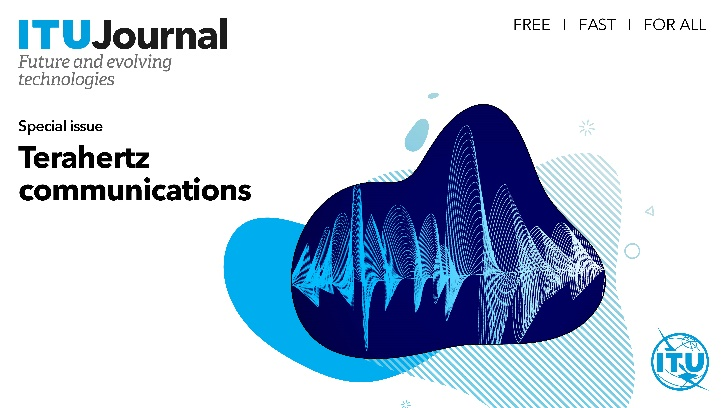 ITUJournal
FREE | FAST | FOR ALL
Future and evolving
technologies
Special issue
Terahertz
communications
ITU